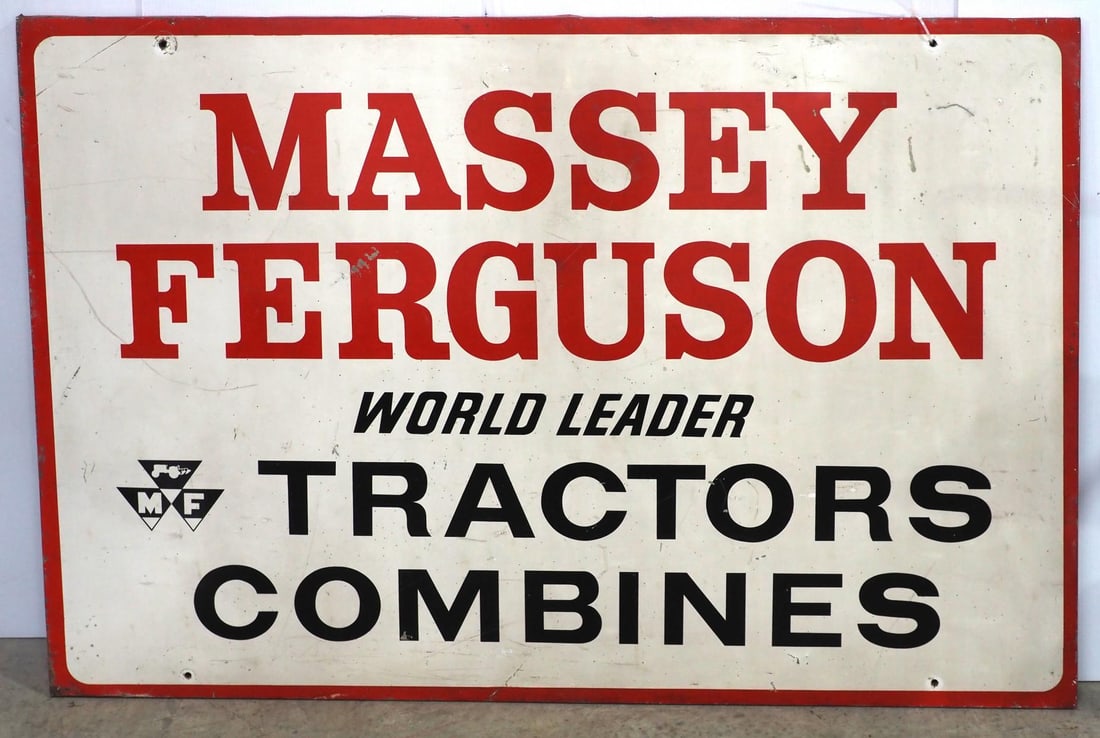 MASSEY
FERGUSON
WORLD LEADER
MF TRACTORS
COMBINES